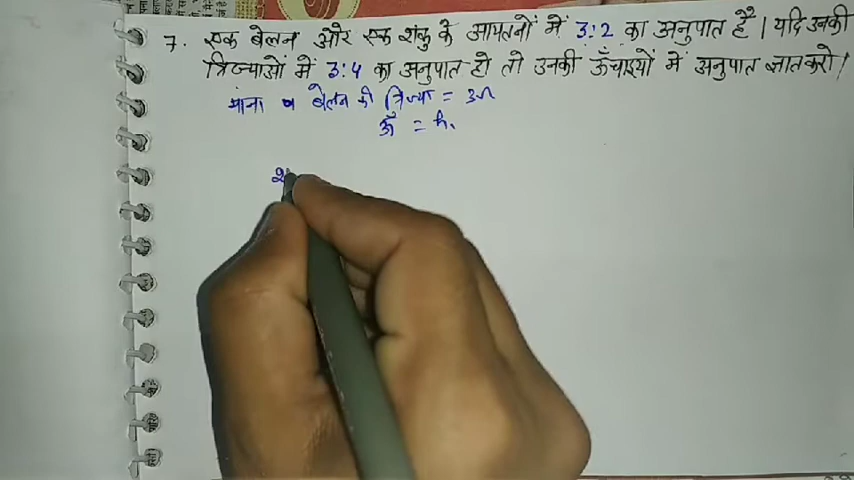 7. एक बेलन और एक शंकु के आयतनों में 3:2 का अनुपात है। यदि उनकी
त्रिज्याओं में 3:4 का अनुपात हो तो उनकी ऊँचाइयों में अनुपात ज्ञात करो।
माना बेलन की त्रिज्या = 3r
ऊँ = h₁